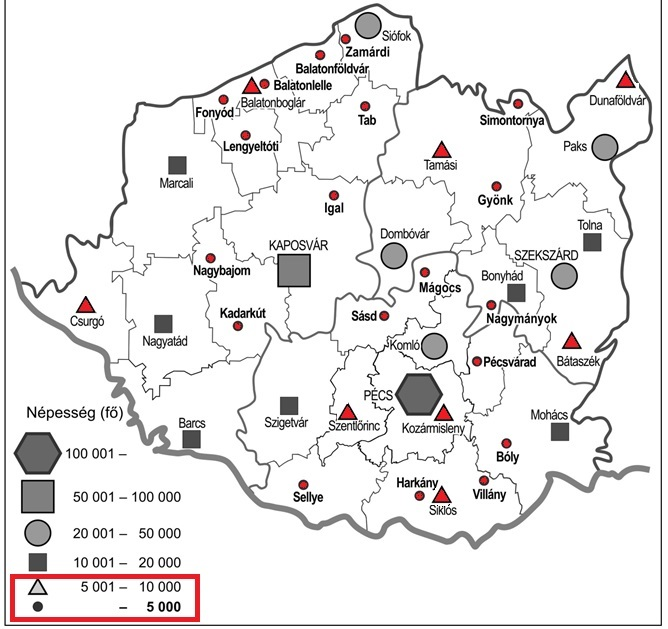 Siófok
Zamárdi
Balatonföldvár
Balatonlelle
Balatonboglár
Fonyód
Dunaföldvár
Tab
Simontornya
Lengyeltóti
Paks
Tamási
Marcali
Gyönk
Igal
Tolna
Dombóvár
KAPOSVÁR
SZEKSZÁRD
Nagybajom
Mágocs
Bonyhád
Csurgó
Kadarkút
Sásd
Nagymányok
Nagyatád
Komló
Bátaszék
Pécsvárad
PÉCS
Népesség (fő)
Szigetvár
Szentlőrinc
Kozármisleny
Mohács
Barcs
Bóly
100 001 –
Sellye
Harkány
Villány
50 001 – 100 000
Siklós
20 001 – 50 000
10 001 – 20 000
5 001 – 10 000
– 5 000